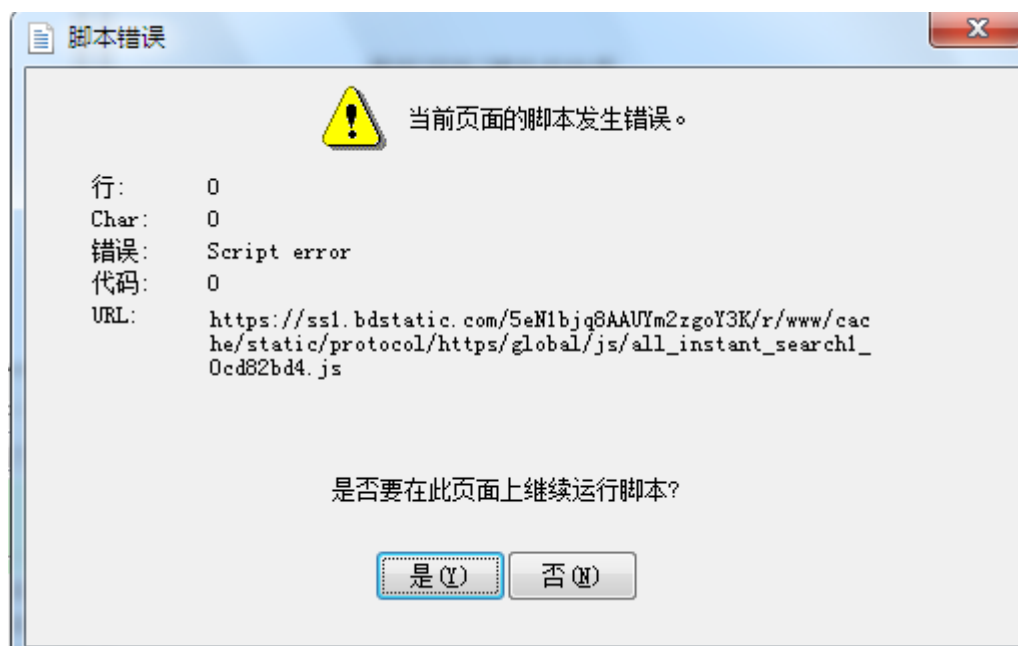 脚本错误
当前页面的脚本发生错误。
行: 0
Char: 0
错误: Script error
代码: 0
URL: https://ss1.bdstatic.com/5eN1bjq8AAUYm2zgoY3K/r/www/cac
he/static/protocol/https/global/js/all_instant_search1_
0cd82bd4.js
是否要在此页面上继续运行脚本?
是(Y) 否(N)